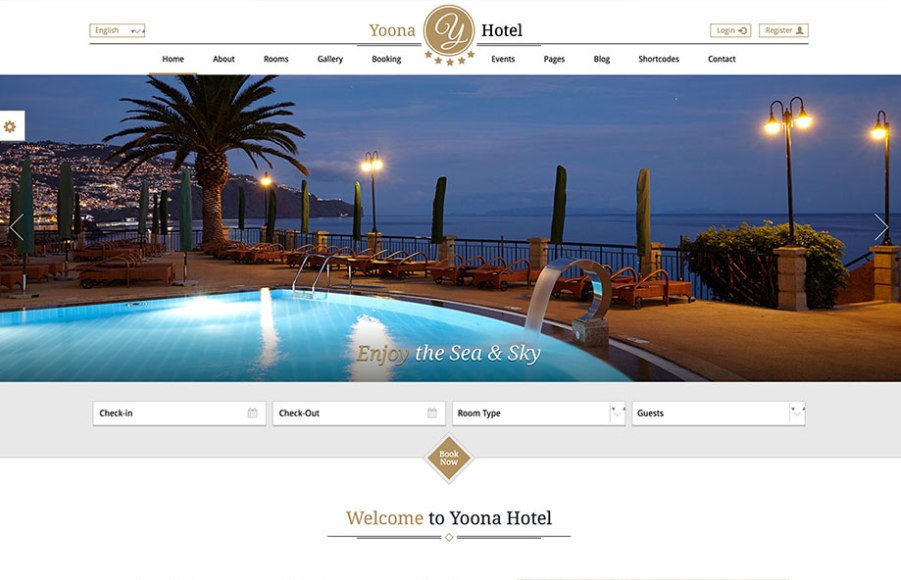 English
Yoona
Y
Hotel
Login
Register
Home About Rooms Gallery Booking Events Pages Blog Shortcodes Contact
Enjoy the Sea & Sky
Check-in
Check-Out
Room Type
Guests
Book
Now
Welcome to Yoona Hotel